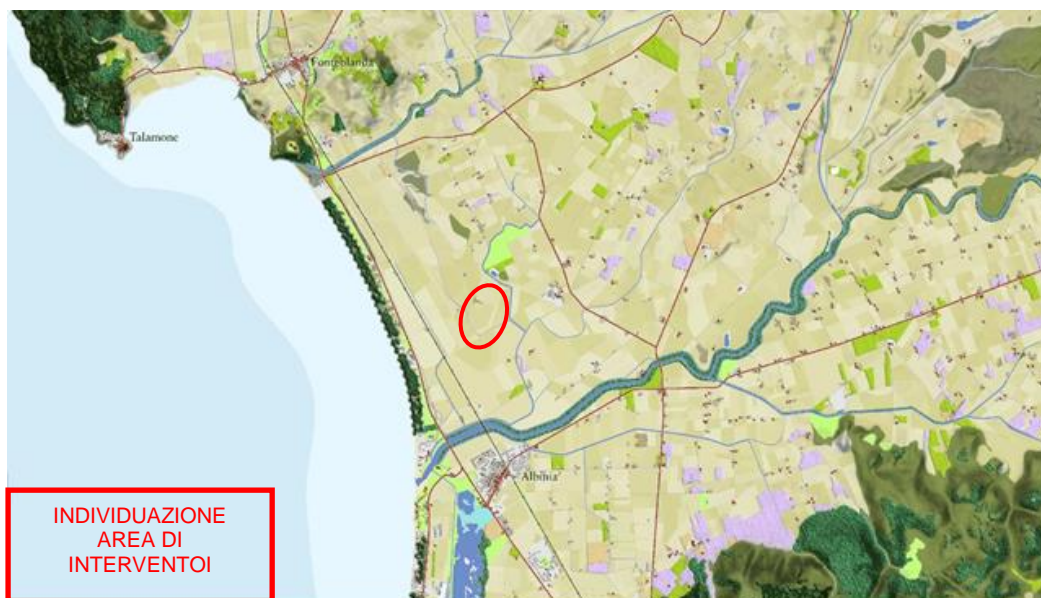 Fonteblanda
Talamone
Albinia
INDIVIDUAZIONE
AREA DI
INTERVENTOI